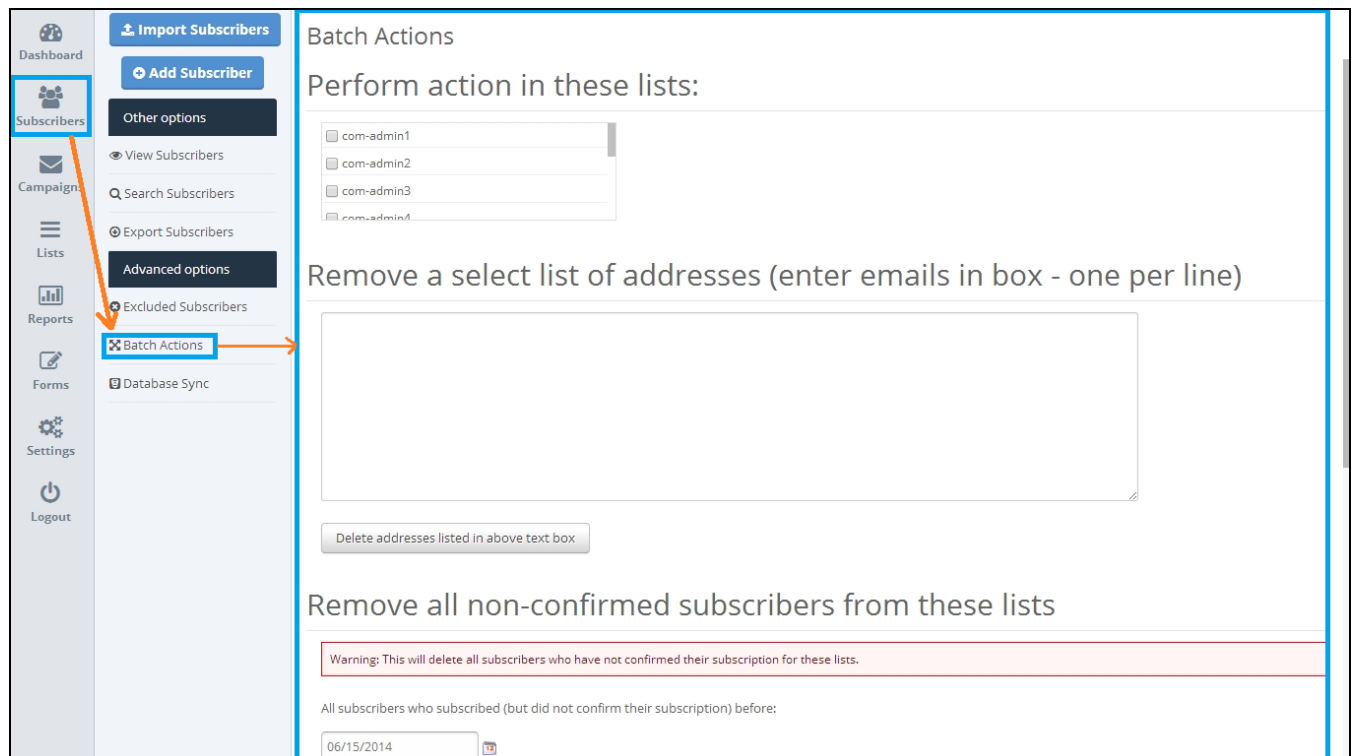 Dashboard
Subscribers
Campaigns
Lists
Reports
Forms
Settings
Logout
Import Subscribers
Add Subscriber
Other options
View Subscribers
Search Subscribers
Export Subscribers
Advanced options
Excluded Subscribers
Batch Actions
Database Sync
Batch Actions
Perform action in these lists:
com-admin1
com-admin2
com-admin3
com-admin4
Remove a select list of addresses (enter emails in box - one per line)
Delete addresses listed in above text box
Remove all non-confirmed subscribers from these lists
Warning: This will delete all subscribers who have not confirmed their subscription for these lists.
All subscribers who subscribed (but did not confirm their subscription) before:
06/15/2014